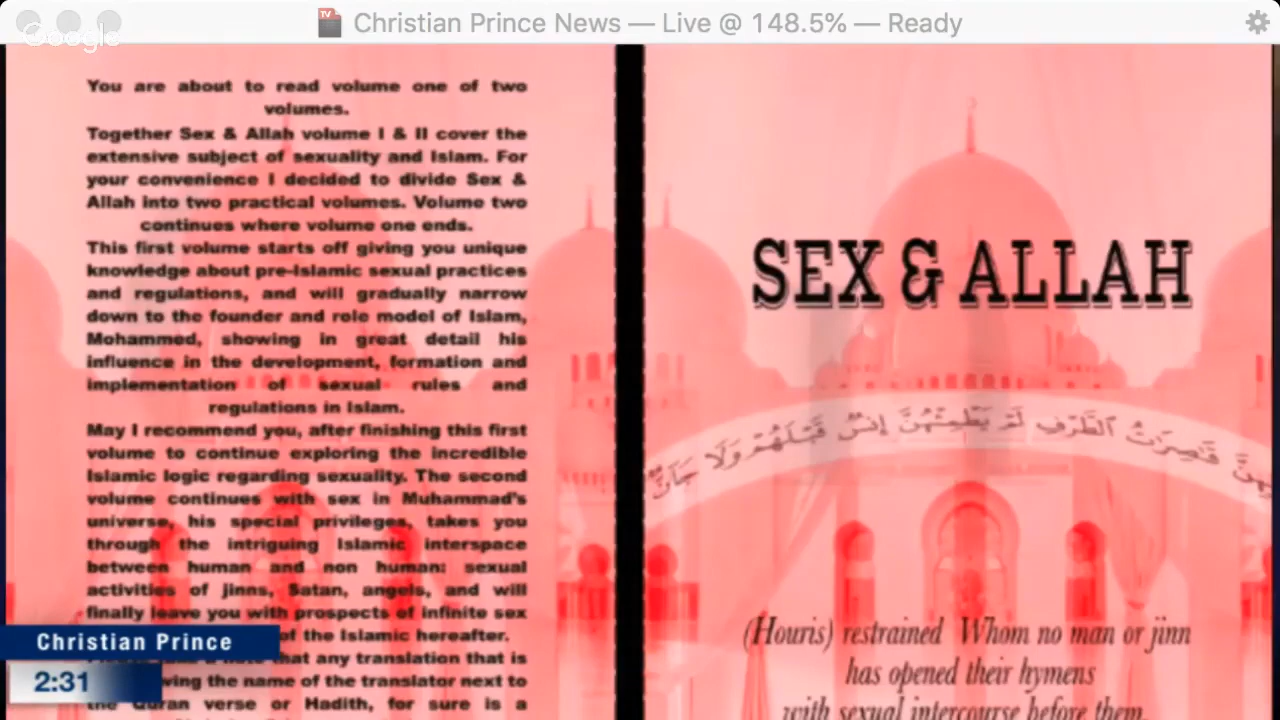 Christian Prince News — Live @ 148.5% — Ready
Google
You are about to read volume one of two
volumes.
Together Sex & Allah volume I & II cover the
extensive subject of sexuality and Islam. For
your convenience I decided to divide Sex &
Allah into two practical volumes. Volume two
continues where volume one ends.
This first volume starts off giving you unique
knowledge about pre-Islamic sexual practices
and regulations, and will gradually narrow
down to the founder and role model of Islam,
Mohammed, showing in great detail his
influence in the development, formation and
implementation of sexual rules and
regulations in Islam.
May I recommend you, after finishing this first
volume to continue exploring the incredible
Islamic logic regarding sexuality. The second
volume continues with sex in Muhammad's
universe, his special privileges, takes you
through the intriguing Islamic interspace
between human and non human: sexual
activities of jinns, Satan, angels, and will
finally leave you with prospects of infinite sex
of the Islamic hereafter.
that any translation that is
the name of the translator next to
the Quran verse or Hadith, for sure is a
Christian Prince
2:31
SEX & ALLAH
قَـٰصِرَٰتُ ٱلطَّرْفِ لَمْ يَطْمِثْهُنَّ إِنسٌ قَبْلَهُمْ وَلَا جَآنٌّ
(Houris) restrained Whom no man or jinn
has opened their hymens
with sexual intercourse before them